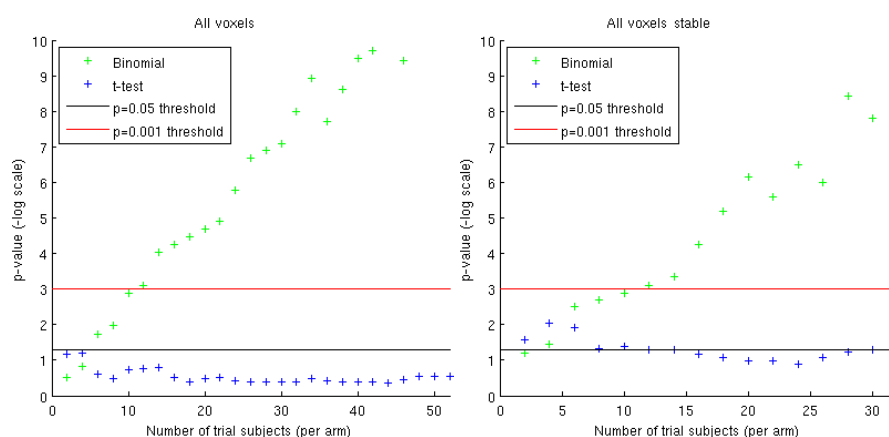 All voxels
10
9
8
7
6
5
4
3
2
1
0
p-value (-log scale)
Binomial
t-test
p=0.05 threshold
p=0.001 threshold
0 10 20 30 40 50
Number of trial subjects (per arm)
All voxels stable
10
9
8
7
6
5
4
3
2
1
0
p-value (-log scale)
Binomial
t-test
p=0.05 threshold
p=0.001 threshold
0 5 10 15 20 25 30
Number of trial subjects (per arm)